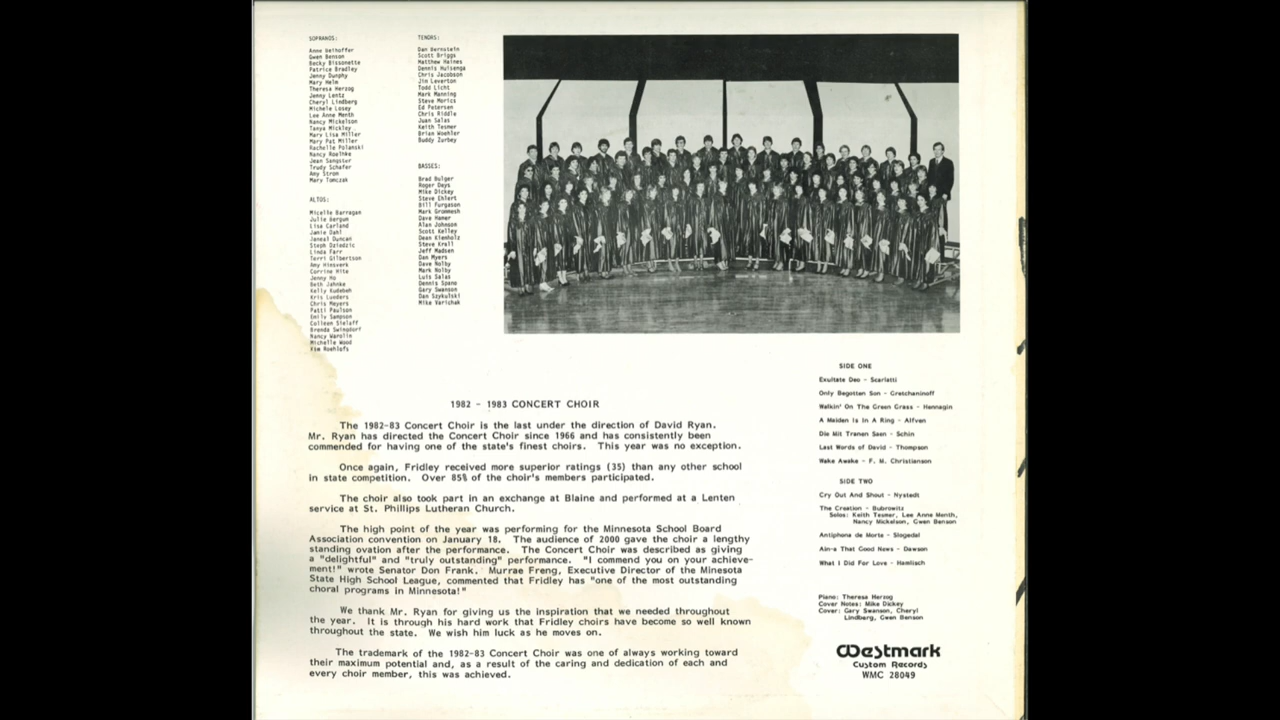 SOPRANOS:
Anne Gelhoffer
Gwen Benson
Becky Bissonette
Patrice Bradley
Jenny Dunphy
Mary Helm
Theresa Herzog
Jenny Lentz
Cheryl Lindberg
Michele Losey
Lee Anne Menth
Nancy Mickelson
Tanya Mickley
Mary Lisa Miller
Mary Pat Miller
Rachelle Polanski
Nancy Roelnke
Jean Sangster
Trudy Schafer
Amy Strom
Mary Tomczak
ALTOS:
Micelle Barragan
Julie Bergum
Lisa Carland
Jamie Dahl
Janeal Duncan
Steph Dziedzic
Linda Farr
Terri Gilbertson
Amy Hiesverk
Corrine Hite
Jenny Ho
Beth Jahnke
Kelly Kudobeh
Kris Lueders
Chris Meyers
Patti Paulson
Emily Sampson
Colleen Sielaff
Brenda Swingdorf
Nancy Warolin
Michelle Wood
Kim Roehlofs
TENORS:
Dan Bernstein
Scott Briggs
Matthew Haines
Dennis Huisenga
Chris Jacobson
Jim Leverton
Todd Licht
Mark Manning
Steve Morics
Ed Petersen
Chris Riddle
Juan Salas
Keith Tesmer
Brian Woehler
Buddy Zurbey
BASSES:
Brad Bulger
Roger Days
Mike Dickey
Steve Ehlert
Bill Furgason
Mark Grommesh
Dave Hamer
Alan Johnson
Scott Kelley
Dean Kienholz
Steve Krall
Jeff Madsen
Dan Myers
Dave Nolby
Mark Nolby
Luis Salas
Dennis Spano
Gary Swanson
Dan Szykulski
Mike Varichak
1982 - 1983 CONCERT CHOIR
The 1982-83 Concert Choir is the last under the direction of David Ryan.
Mr. Ryan has directed the Concert Choir since 1966 and has consistently been
commended for having one of the state's finest choirs. This year was no exception.
Once again, Fridley received more superior ratings (35) than any other school
in state competition. Over 85% of the choir's members participated.
The choir also took part in an exchange at Blaine and performed at a Lenten
service at St. Phillips Lutheran Church.
The high point of the year was performing for the Minnesota School Board
Association convention on January 18. The audience of 2000 gave the choir a lengthy
standing ovation after the performance. The Concert Choir was described as giving
a "delightful" and "truly outstanding" performance. "I commend you on your achieve-
ment!" wrote Senator Don Frank. Murrae Freng, Executive Director of the Minesota
State High School League, commented that Fridley has "one of the most outstanding
choral programs in Minnesota!"
We thank Mr. Ryan for giving us the inspiration that we needed throughout
the year. It is through his hard work that Fridley choirs have become so well known
throughout the state. We wish him luck as he moves on.
The trademark of the 1982-83 Concert Choir was one of always working toward
their maximum potential and, as a result of the caring and dedication of each and
every choir member, this was achieved.
SIDE ONE
Exultate Deo - Scarlatti
Only Begotten Son - Gretchaninoff
Walkin' On The Green Grass - Hennagin
A Maiden Is In A Ring - Alfven
Die Mit Tranen Saen - Schin
Last Words of David - Thompson
Wake Awake - F. M. Christianson
SIDE TWO
Cry Out And Shout - Nystedt
The Creation - Bubrowitz
Solos: Keith Tesmer, Lee Anne Menth,
Nancy Mickelson, Gwen Benson
Antiphona de Morte - Slogedal
Ain-a That Good News - Dawson
What I Did For Love - Hamlisch
Piano: Theresa Herzog
Cover Notes: Mike Dickey
Cover: Gary Swanson, Cheryl
Lindberg, Gwen Benson
Westmark
Custom Records
WMC 28049